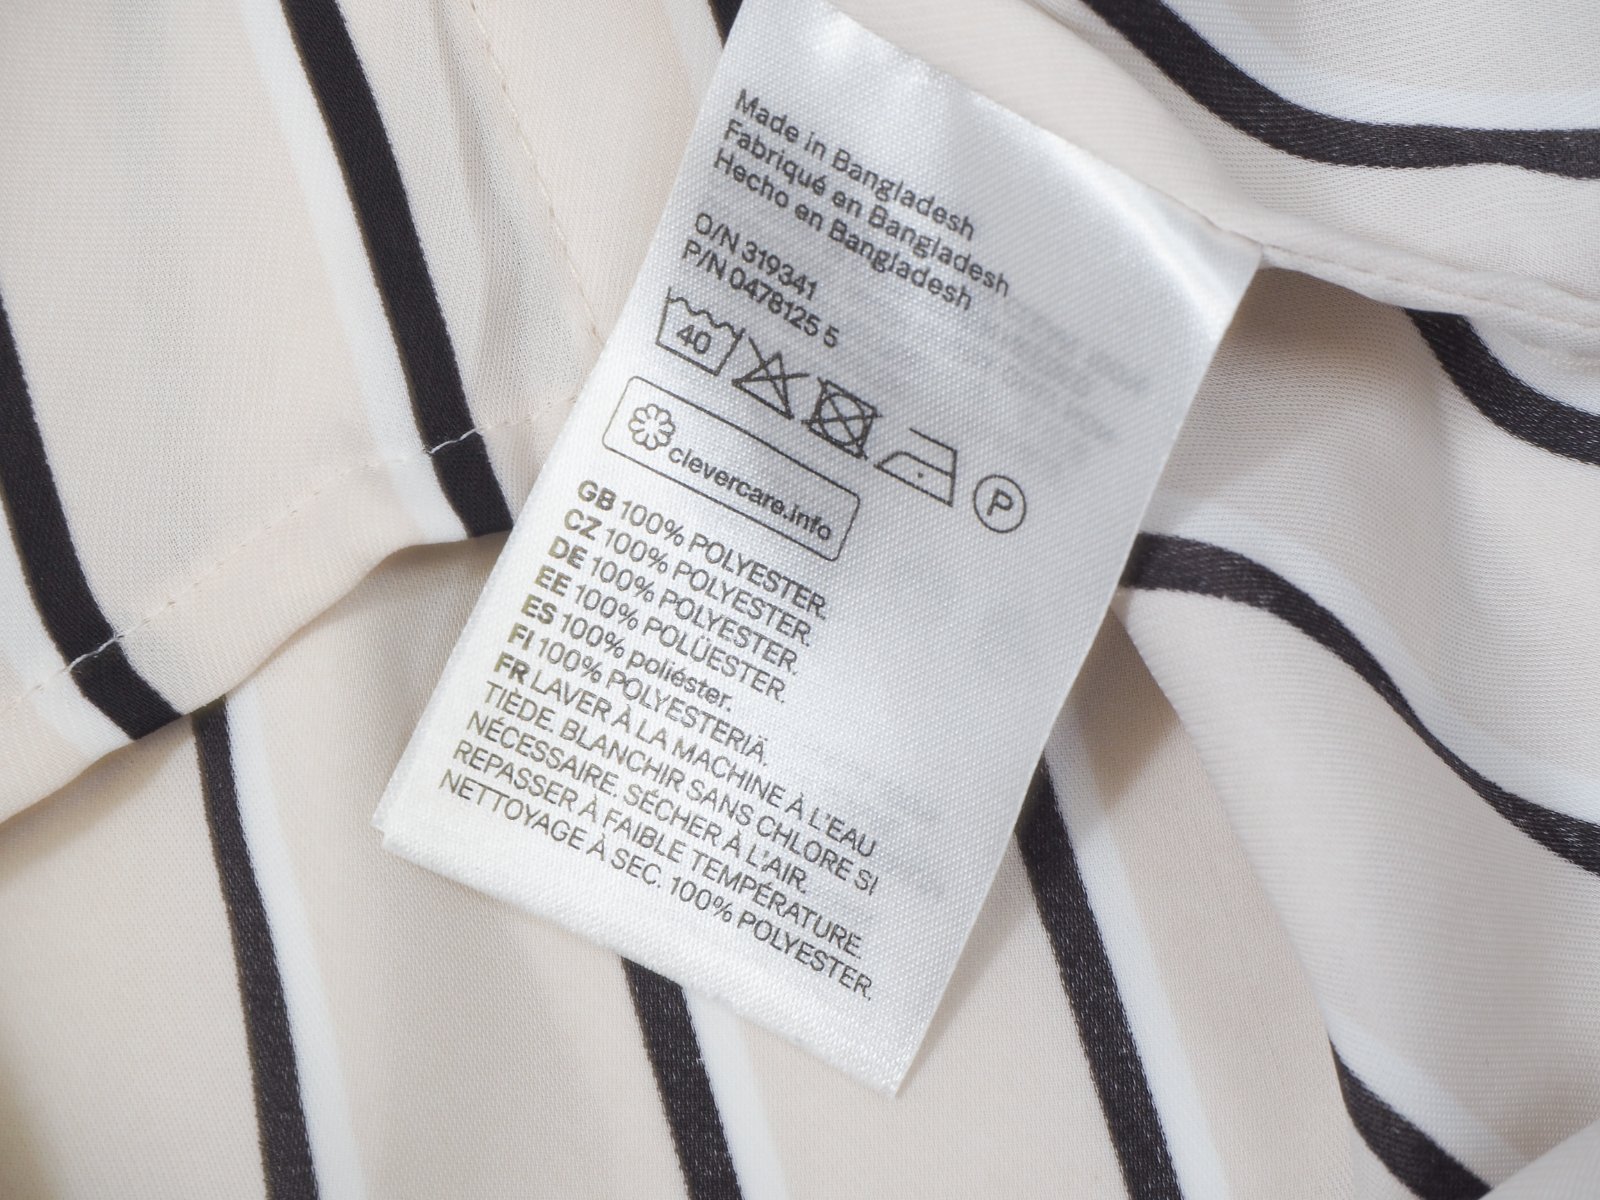 Made in Bangladesh
Fabriqué en Bangladesh
Hecho en Bangladesh
O/N 319341
P/N 0478125 5
40
P
clevercare.info
GB 100% POLYESTER.
CZ 100% POLYESTER.
DE 100% POLYESTER.
EE 100% POLÜESTER.
ES 100% poliéster.
FI 100% POLYESTERIÄ.
FR LAVER À LA MACHINE À L'EAU
TIÈDE. BLANCHIR SANS CHLORE SI
NÉCESSAIRE. SÉCHER À L'AIR.
REPASSER À FAIBLE TEMPÉRATURE.
NETTOYAGE À SEC. 100% POLYESTER.